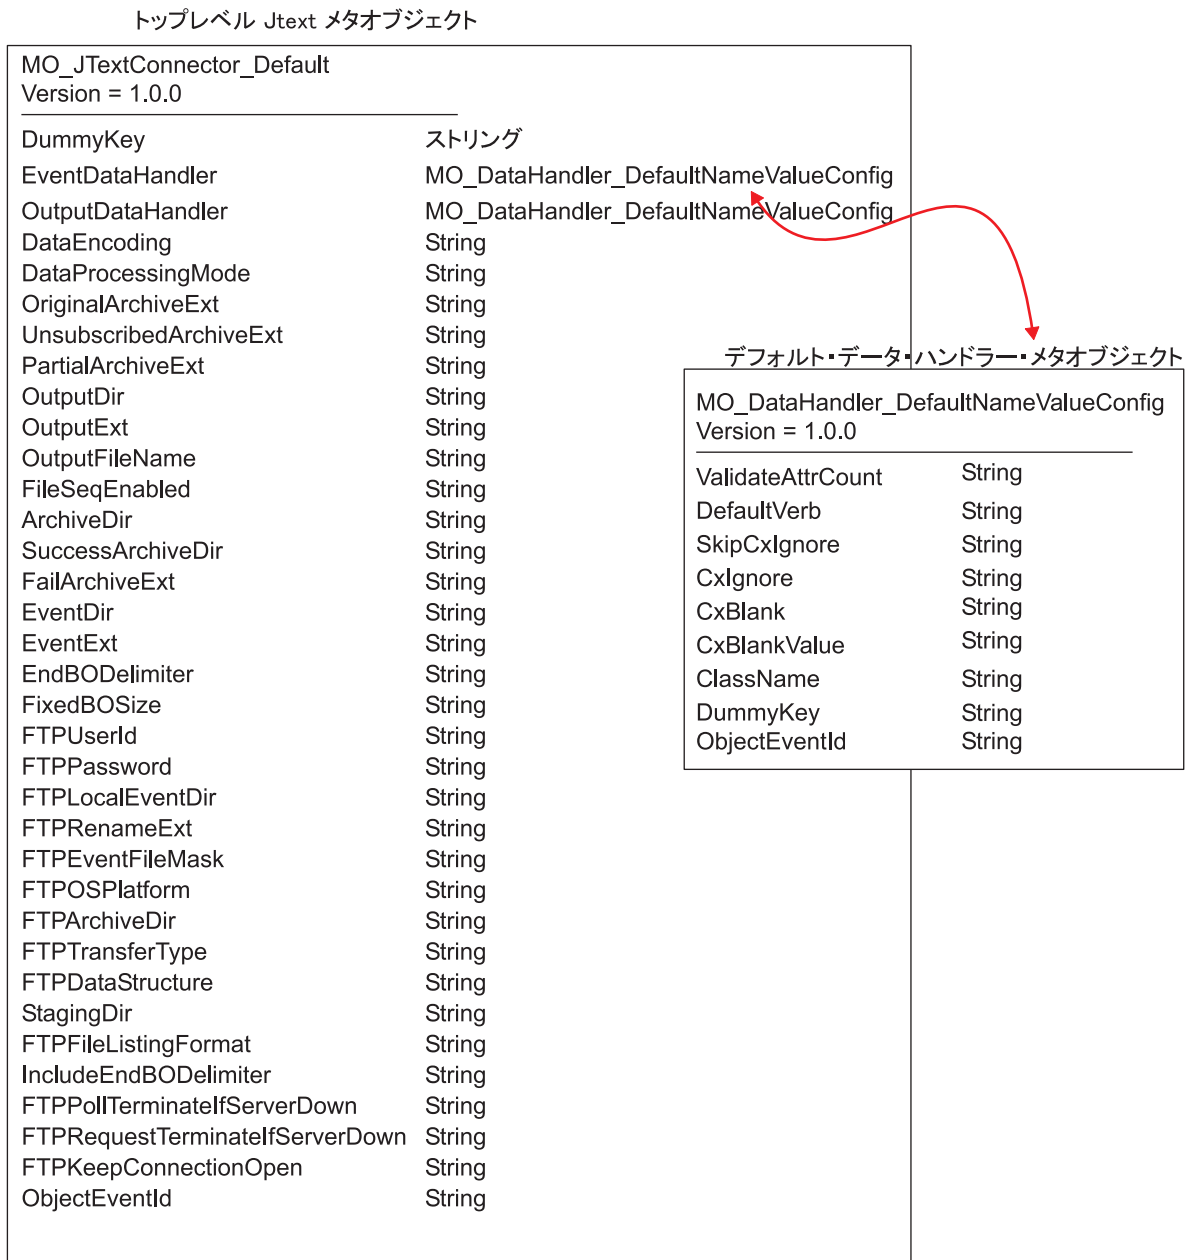 トップレベル Jtext メタオブジェクト
MO_JTextConnector_Default
Version = 1.0.0
DummyKey ストリング
EventDataHandler MO_DataHandler_DefaultNameValueConfig
OutputDataHandler MO_DataHandler_DefaultNameValueConfig
DataEncoding String
DataProcessingMode String
OriginalArchiveExt String
UnsubscribedArchiveExt String
PartialArchiveExt String
OutputDir String
OutputExt String
OutputFileName String
FileSeqEnabled String
ArchiveDir String
SuccessArchiveDir String
FailArchiveExt String
EventDir String
EventExt String
EndBODelimiter String
FixedBOSize String
FTPUserId String
FTPPassword String
FTPLocalEventDir String
FTPRenameExt String
FTPEventFileMask String
FTPOSPlatform String
FTPArchiveDir String
FTPTransferType String
FTPDataStructure String
StagingDir String
FTPFileListingFormat String
IncludeEndBODelimiter String
FTPPollTerminateIfServerDown String
FTPRequestTerminateIfServerDown String
FTPKeepConnectionOpen String
ObjectEventId String
デフォルト・データ・ハンドラー・メタオブジェクト
MO_DataHandler_DefaultNameValueConfig
Version = 1.0.0
ValidateAttrCount String
DefaultVerb String
SkipCxIgnore String
CxIgnore String
CxBlank String
CxBlankValue String
ClassName String
DummyKey String
ObjectEventId String